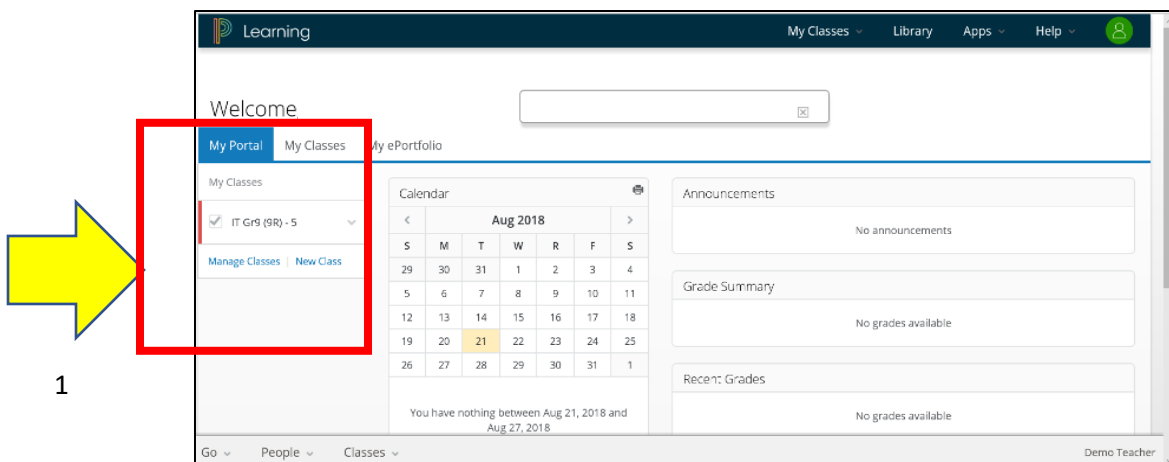 Learning
My Classes Library Apps Help
Welcome
My Portal My Classes My ePortfolio
My Classes
IT Gr9 (9R) - 5
Manage Classes | New Class
Calendar
Aug 2018
S M T W R F S
29 30 31 1 2 3 4
5 6 7 8 9 10 11
12 13 14 15 16 17 18
19 20 21 22 23 24 25
26 27 28 29 30 31 1
You have nothing between Aug 21, 2018 and
Aug 27, 2018
Announcements
No announcements
Grade Summary
No grades available
Recent Grades
No grades available
Go People Classes
Demo Teacher
1